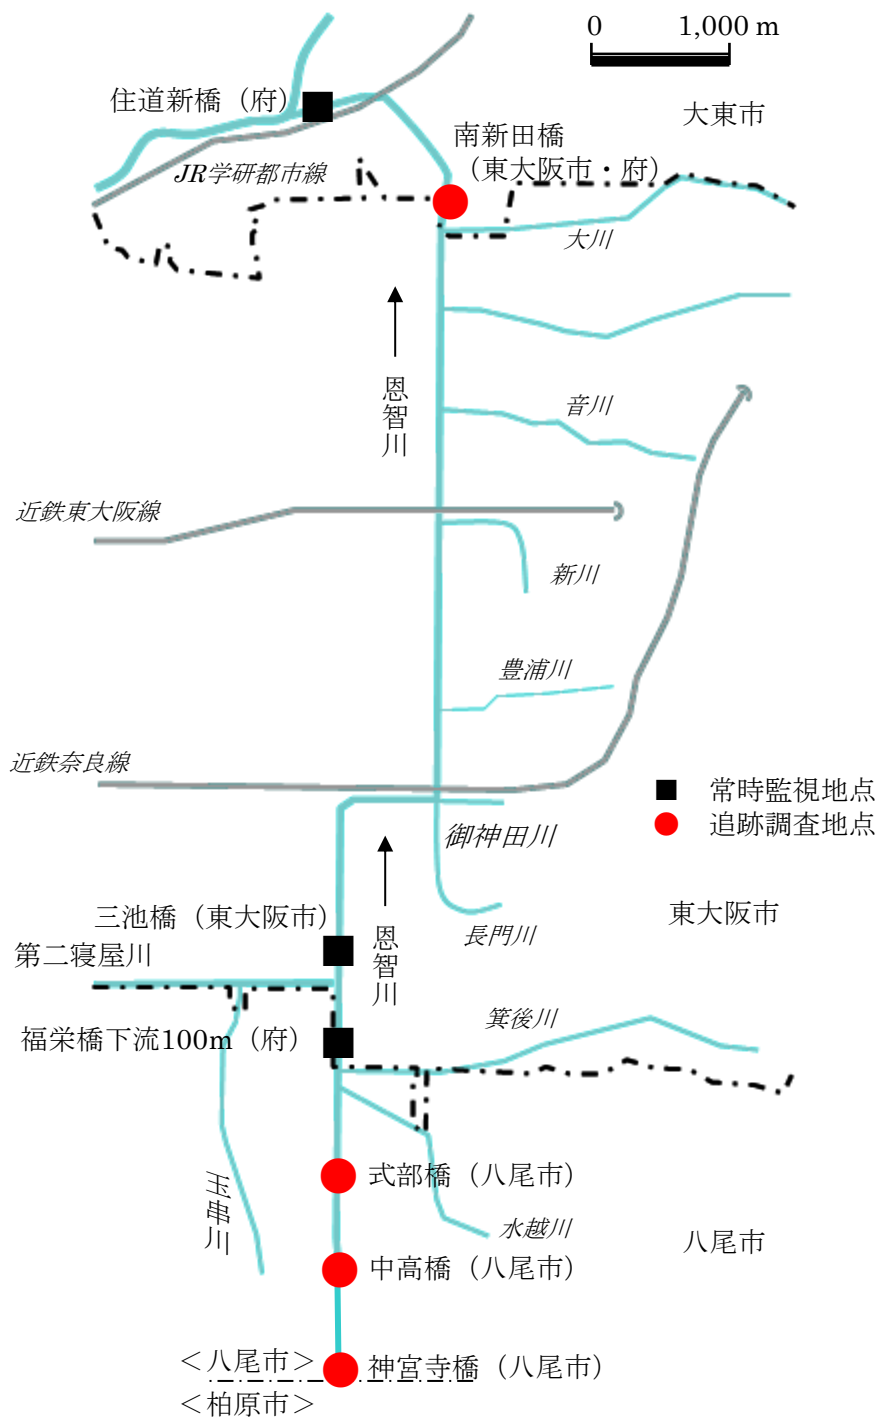 0 1,000 m
住道新橋（府）
大東市
南新田橋
（東大阪市・府）
JR学研都市線
大川
恩智川
音川
近鉄東大阪線
新川
豊浦川
近鉄奈良線
常時監視地点
追跡調査地点
御神田川
三池橋（東大阪市）
東大阪市
恩智川
長門川
第二寝屋川
箕後川
福栄橋下流100m（府）
式部橋（八尾市）
玉串川
水越川
八尾市
中高橋（八尾市）
＜八尾市＞
神宮寺橋（八尾市）
＜柏原市＞